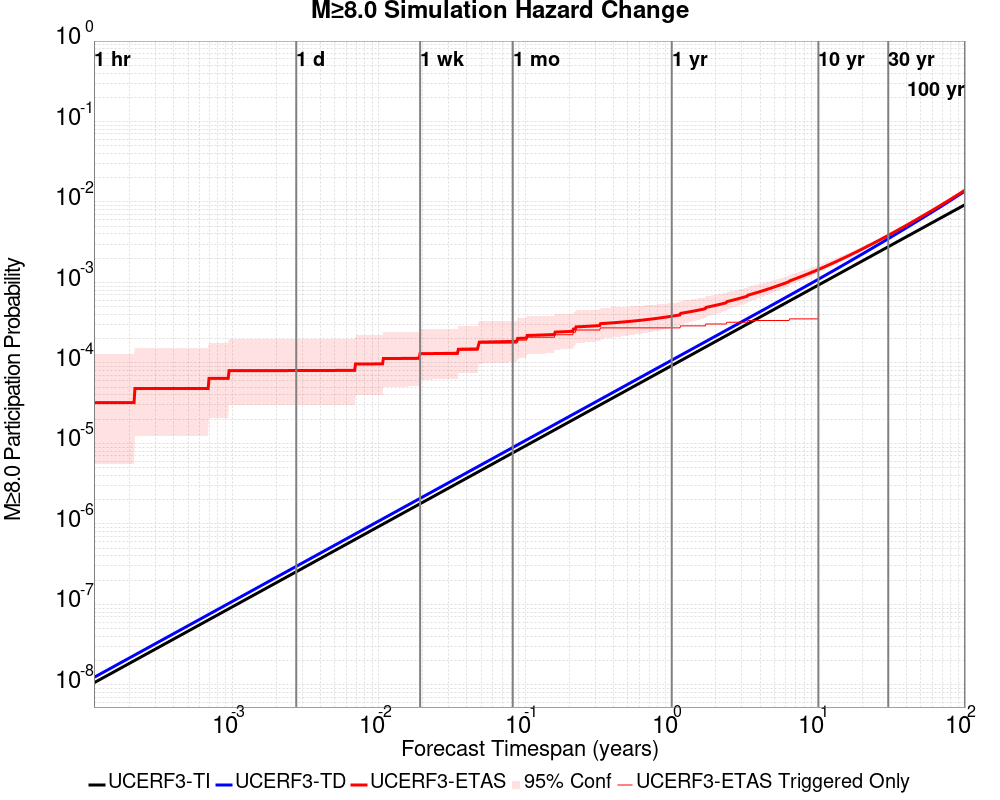 M≥8.0 Simulation Hazard Change
10^0
10^-1
10^-2
10^-3
10^-4
10^-5
10^-6
10^-7
10^-8
M≥8.0 Participation Probability
1 hr
1 d
1 wk
1 mo
1 yr
10 yr
30 yr
100 yr
10^-3
10^-2
10^-1
10^0
10^1
10^2
Forecast Timespan (years)
UCERF3-TI UCERF3-TD UCERF3-ETAS 95% Conf UCERF3-ETAS Triggered Only